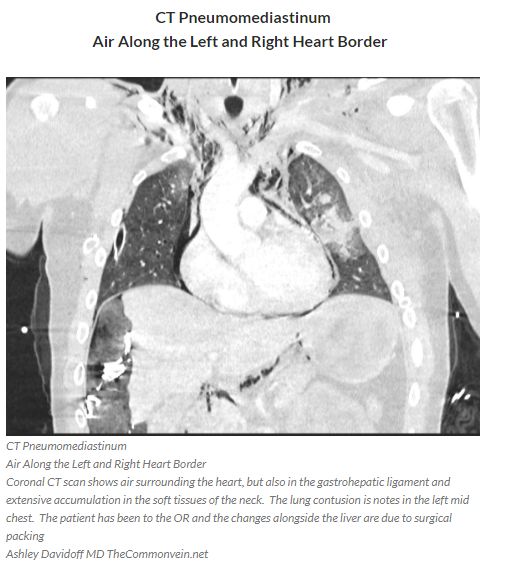 CT Pneumomediastinum
Air Along the Left and Right Heart Border
CT Pneumomediastinum
Air Along the Left and Right Heart Border
Coronal CT scan shows air surrounding the heart, but also in the gastrohepatic ligament and
extensive accumulation in the soft tissues of the neck.  The lung contusion is notes in the left mid
chest.  The patient has been to the OR and the changes alongside the liver are due to surgical
packing
Ashley Davidoff MD TheCommonvein.net